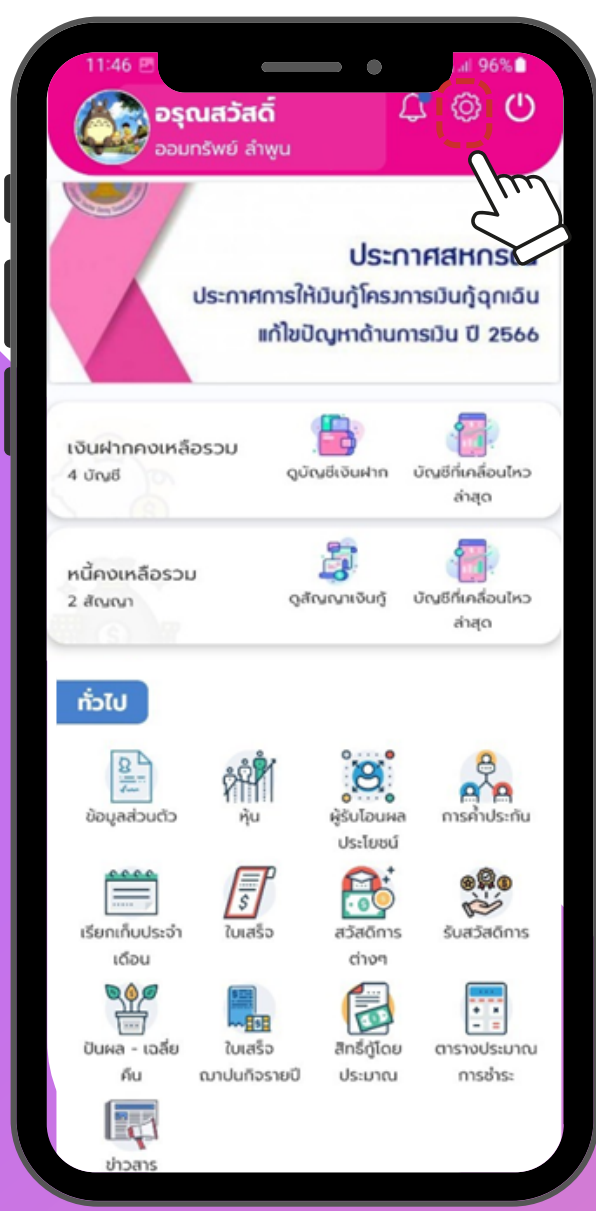 11:46
96%
อรุณสวัสดิ์
ออมทรัพย์ ลำพูน
ประกาศสหกรณ์
ประกาศการให้เงินกู้โครงการเงินกู้ฉุกเฉิน
แก้ไขปัญหาด้านการเงิน ปี 2566
เงินฝากคงเหลือรวม
4 บัญชี
ดูบัญชีเงินฝาก
บัญชีที่เคลื่อนไหว
ล่าสุด
หนี้คงเหลือรวม
2 สัญญา
ดูสัญญาเงินกู้
บัญชีที่เคลื่อนไหว
ล่าสุด
ทั่วไป
ข้อมูลส่วนตัว
หุ้น
ผู้รับโอนผล
ประโยชน์
การค้ำประกัน
เรียกเก็บประจำ
เดือน
ใบเสร็จ
สวัสดิการ
ต่างๆ
รับสวัสดิการ
ปันผล - เฉลี่ย
คืน
ใบเสร็จ
ฌาปนกิจรายปี
สิทธิ์กู้โดย
ประมาณ
ตารางประมาณ
การชำระ
ข่าวสาร